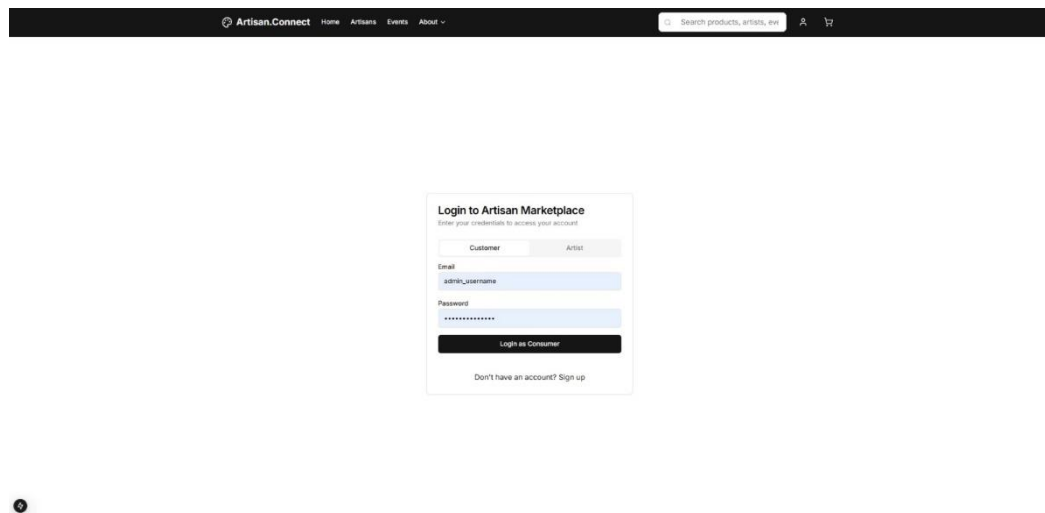 Artisan.Connect Home Artisans Events About
Search products, artists, eve
Login to Artisan Marketplace
Enter your credentials to access your account
Customer Artist
Email
admin_username
Password
••••••••••••••
Login as Consumer
Don't have an account? Sign up